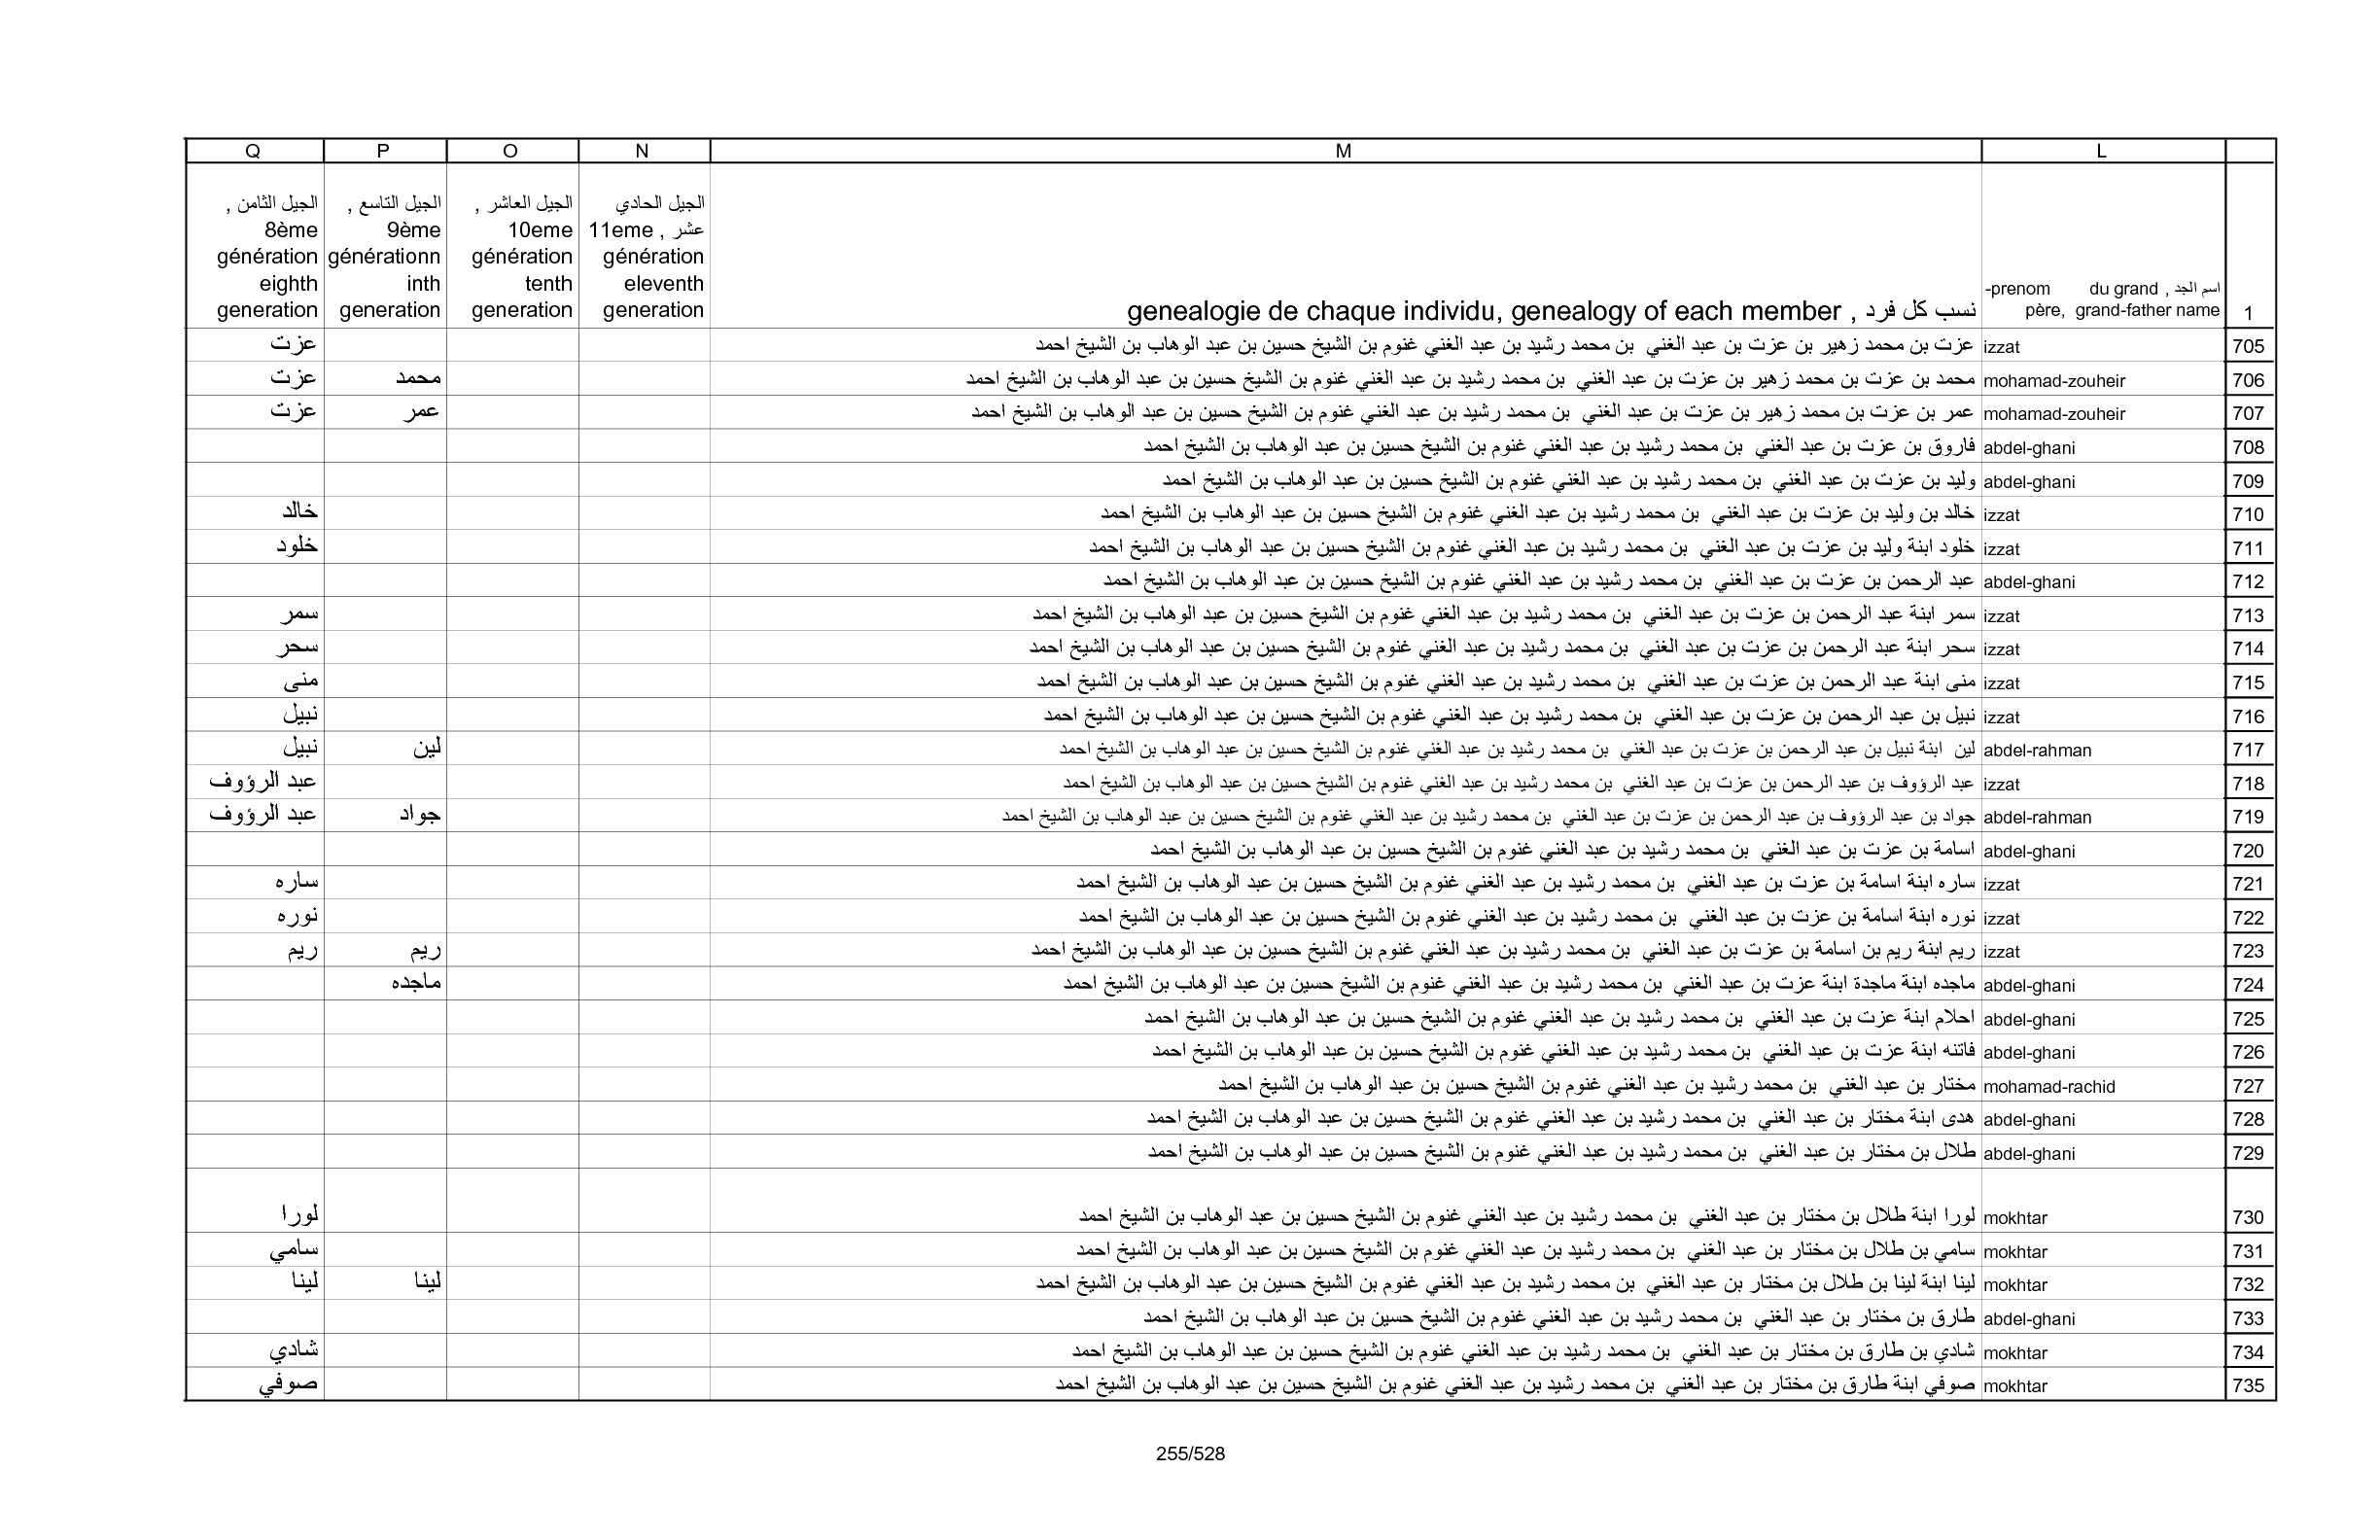 L M N O P Q
1 اسم الجد , prenom du grand-père, grand-father name نسب كل فرد , genealogie de chaque individu, genealogy of each member الجيل الحادي عشر , 11eme génération eleventh generation الجيل العاشر , 10eme génération tenth generation الجيل التاسع , 9ème générationn inth generation الجيل الثامن , 8ème génération eighth generation
705 izzat عزت بن محمد زهير بن عزت بن عبد الغني بن محمد رشيد بن عبد الغني غنوم بن الشيخ حسين بن عبد الوهاب بن الشيخ احمد عزت
706 mohamad-zouheir محمد بن عزت بن محمد زهير بن عزت بن عبد الغني بن محمد رشيد بن عبد الغني غنوم بن الشيخ حسين بن عبد الوهاب بن الشيخ احمد محمد عزت
707 mohamad-zouheir عمر بن عزت بن محمد زهير بن عزت بن عبد الغني بن محمد رشيد بن عبد الغني غنوم بن الشيخ حسين بن عبد الوهاب بن الشيخ احمد عمر عزت
708 abdel-ghani فاروق بن عزت بن عبد الغني بن محمد رشيد بن عبد الغني غنوم بن الشيخ حسين بن عبد الوهاب بن الشيخ احمد
709 abdel-ghani وليد بن عزت بن عبد الغني بن محمد رشيد بن عبد الغني غنوم بن الشيخ حسين بن عبد الوهاب بن الشيخ احمد
710 izzat خالد بن وليد بن عزت بن عبد الغني بن محمد رشيد بن عبد الغني غنوم بن الشيخ حسين بن عبد الوهاب بن الشيخ احمد خالد
711 izzat خلود ابنة وليد بن عزت بن عبد الغني بن محمد رشيد بن عبد الغني غنوم بن الشيخ حسين بن عبد الوهاب بن الشيخ احمد خلود
712 abdel-ghani عبد الرحمن بن عزت بن عبد الغني بن محمد رشيد بن عبد الغني غنوم بن الشيخ حسين بن عبد الوهاب بن الشيخ احمد
713 izzat سمر ابنة عبد الرحمن بن عزت بن عبد الغني بن محمد رشيد بن عبد الغني غنوم بن الشيخ حسين بن عبد الوهاب بن الشيخ احمد سمر
714 izzat سحر ابنة عبد الرحمن بن عزت بن عبد الغني بن محمد رشيد بن عبد الغني غنوم بن الشيخ حسين بن عبد الوهاب بن الشيخ احمد سحر
715 izzat منى ابنة عبد الرحمن بن عزت بن عبد الغني بن محمد رشيد بن عبد الغني غنوم بن الشيخ حسين بن عبد الوهاب بن الشيخ احمد منى
716 izzat نبيل بن عبد الرحمن بن عزت بن عبد الغني بن محمد رشيد بن عبد الغني غنوم بن الشيخ حسين بن عبد الوهاب بن الشيخ احمد نبيل
717 abdel-rahman لين ابنة نبيل بن عبد الرحمن بن عزت بن عبد الغني بن محمد رشيد بن عبد الغني غنوم بن الشيخ حسين بن عبد الوهاب بن الشيخ احمد لين نبيل
718 izzat عبد الرؤوف بن عبد الرحمن بن عزت بن عبد الغني بن محمد رشيد بن عبد الغني غنوم بن الشيخ حسين بن عبد الوهاب بن الشيخ احمد عبد الرؤوف
719 abdel-rahman جواد بن عبد الرؤوف بن عبد الرحمن بن عزت بن عبد الغني بن محمد رشيد بن عبد الغني غنوم بن الشيخ حسين بن عبد الوهاب بن الشيخ احمد جواد عبد الرؤوف
720 abdel-ghani اسامة بن عزت بن عبد الغني بن محمد رشيد بن عبد الغني غنوم بن الشيخ حسين بن عبد الوهاب بن الشيخ احمد
721 izzat ساره ابنة اسامة بن عزت بن عبد الغني بن محمد رشيد بن عبد الغني غنوم بن الشيخ حسين بن عبد الوهاب بن الشيخ احمد ساره
722 izzat نوره ابنة اسامة بن عزت بن عبد الغني بن محمد رشيد بن عبد الغني غنوم بن الشيخ حسين بن عبد الوهاب بن الشيخ احمد نوره
723 izzat ريم ابنة ريم بن اسامة بن عزت بن عبد الغني بن محمد رشيد بن عبد الغني غنوم بن الشيخ حسين بن عبد الوهاب بن الشيخ احمد ريم ريم
724 abdel-ghani ماجده ابنة ماجدة ابنة عزت بن عبد الغني بن محمد رشيد بن عبد الغني غنوم بن الشيخ حسين بن عبد الوهاب بن الشيخ احمد ماجده
725 abdel-ghani احلام ابنة عزت بن عبد الغني بن محمد رشيد بن عبد الغني غنوم بن الشيخ حسين بن عبد الوهاب بن الشيخ احمد
726 abdel-ghani فاتنه ابنة عزت بن عبد الغني بن محمد رشيد بن عبد الغني غنوم بن الشيخ حسين بن عبد الوهاب بن الشيخ احمد
727 mohamad-rachid مختار بن عبد الغني بن محمد رشيد بن عبد الغني غنوم بن الشيخ حسين بن عبد الوهاب بن الشيخ احمد
728 abdel-ghani هدى ابنة مختار بن عبد الغني بن محمد رشيد بن عبد الغني غنوم بن الشيخ حسين بن عبد الوهاب بن الشيخ احمد
729 abdel-ghani طلال بن مختار بن عبد الغني بن محمد رشيد بن عبد الغني غنوم بن الشيخ حسين بن عبد الوهاب بن الشيخ احمد
730 mokhtar لورا ابنة طلال بن مختار بن عبد الغني بن محمد رشيد بن عبد الغني غنوم بن الشيخ حسين بن عبد الوهاب بن الشيخ احمد لورا
731 mokhtar سامي بن طلال بن مختار بن عبد الغني بن محمد رشيد بن عبد الغني غنوم بن الشيخ حسين بن عبد الوهاب بن الشيخ احمد سامي
732 mokhtar لينا ابنة لينا بن طلال بن مختار بن عبد الغني بن محمد رشيد بن عبد الغني غنوم بن الشيخ حسين بن عبد الوهاب بن الشيخ احمد لينا لينا
733 abdel-ghani طارق بن مختار بن عبد الغني بن محمد رشيد بن عبد الغني غنوم بن الشيخ حسين بن عبد الوهاب بن الشيخ احمد
734 mokhtar شادي بن طارق بن مختار بن عبد الغني بن محمد رشيد بن عبد الغني غنوم بن الشيخ حسين بن عبد الوهاب بن الشيخ احمد شادي
735 mokhtar صوفي ابنة طارق بن مختار بن عبد الغني بن محمد رشيد بن عبد الغني غنوم بن الشيخ حسين بن عبد الوهاب بن الشيخ احمد صوفي
255/528